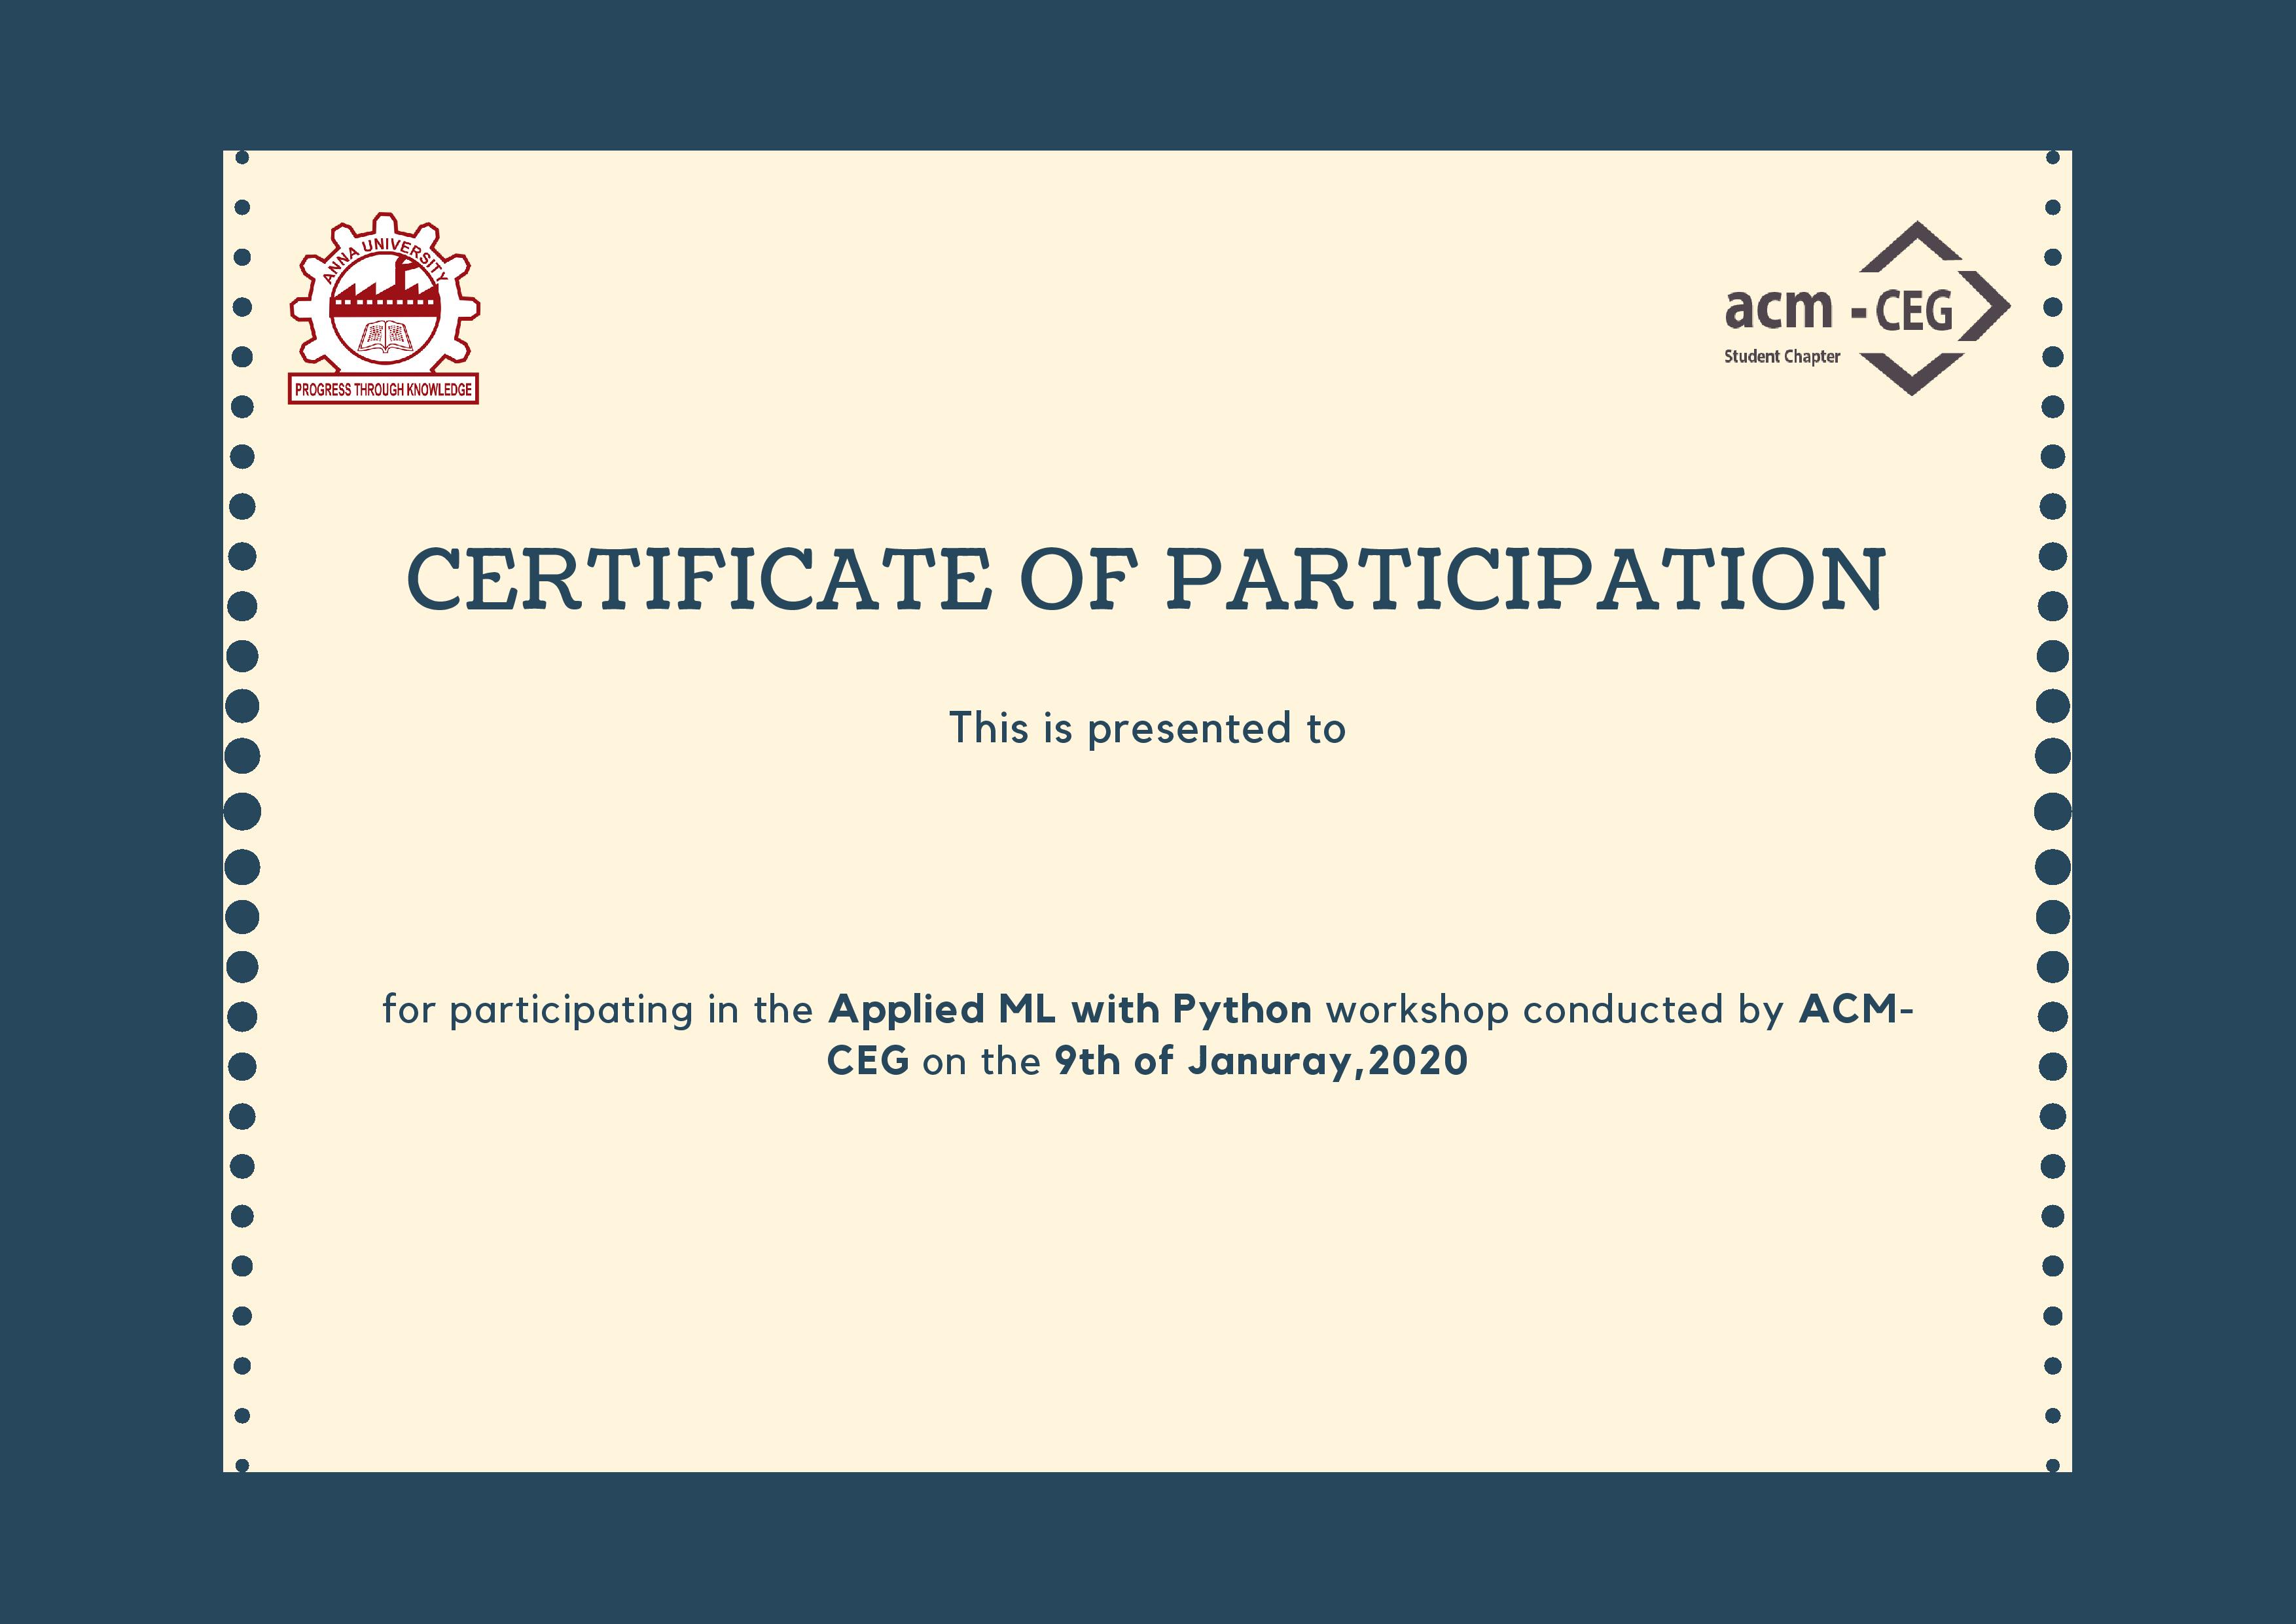 ANNA UNIVERSITY
PROGRESS THROUGH KNOWLEDGE
acm - CEG
Student Chapter
CERTIFICATE OF PARTICIPATION
This is presented to
for participating in the Applied ML with Python workshop conducted by ACM-
CEG on the 9th of Januray,2020